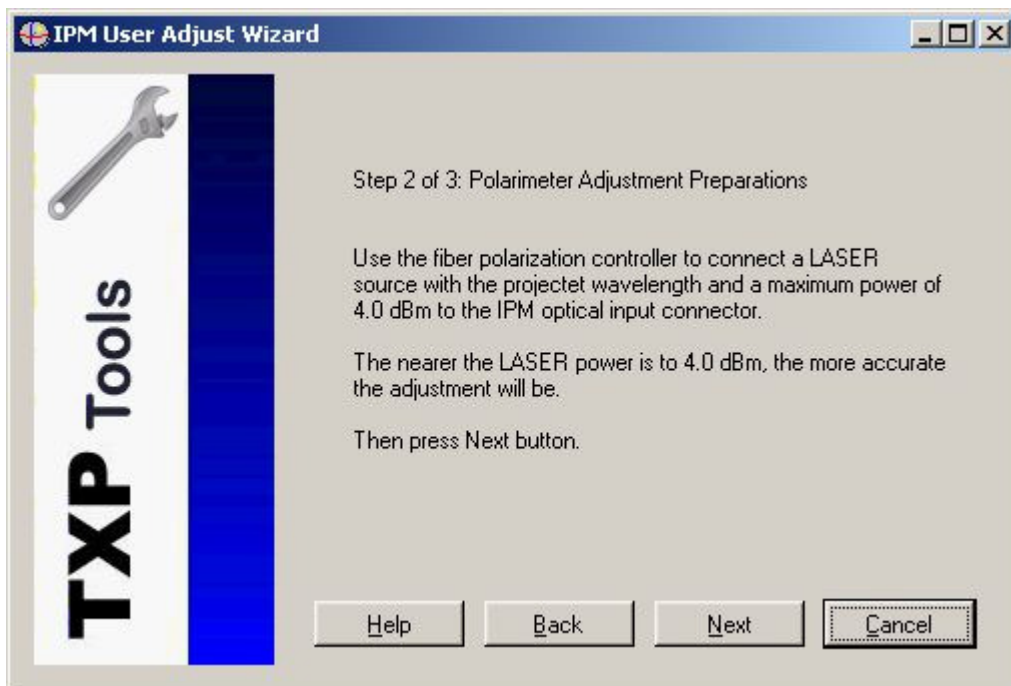 IPM User Adjust Wizard
TXP Tools
Step 2 of 3: Polarimeter Adjustment Preparations
Use the fiber polarization controller to connect a LASER
source with the projectet wavelength and a maximum power of
4.0 dBm to the IPM optical input connector.
The nearer the LASER power is to 4.0 dBm, the more accurate
the adjustment will be.
Then press Next button.
Help
Back
Next
Cancel